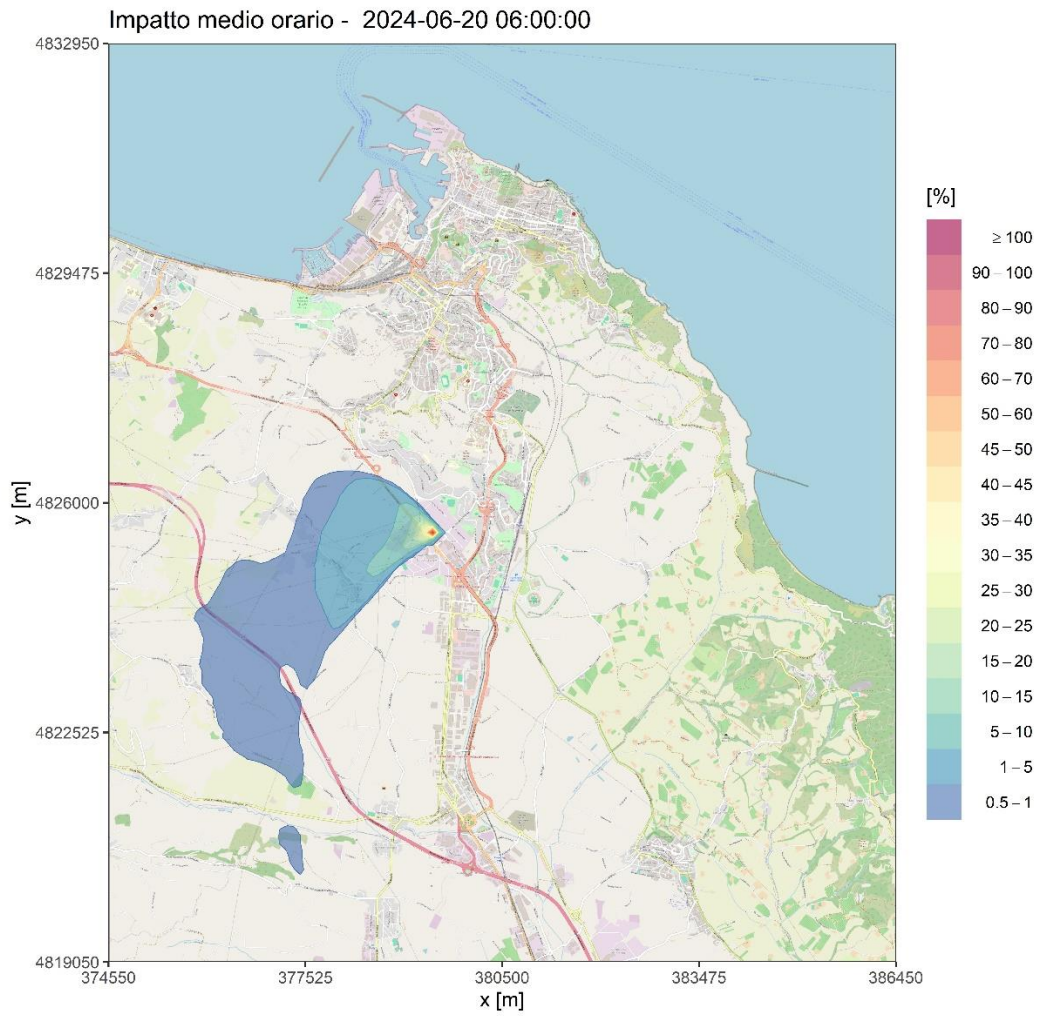 Impatto medio orario -  2024-06-20 06:00:00
4832950
4829475
4826000
4822525
4819050
y [m]
374550
377525
380500
383475
386450
x [m]
[%]
≥ 100
90 – 100
80 – 90
70 – 80
60 – 70
50 – 60
45 – 50
40 – 45
35 – 40
30 – 35
25 – 30
20 – 25
15 – 20
10 – 15
5 – 10
1 – 5
0.5 – 1